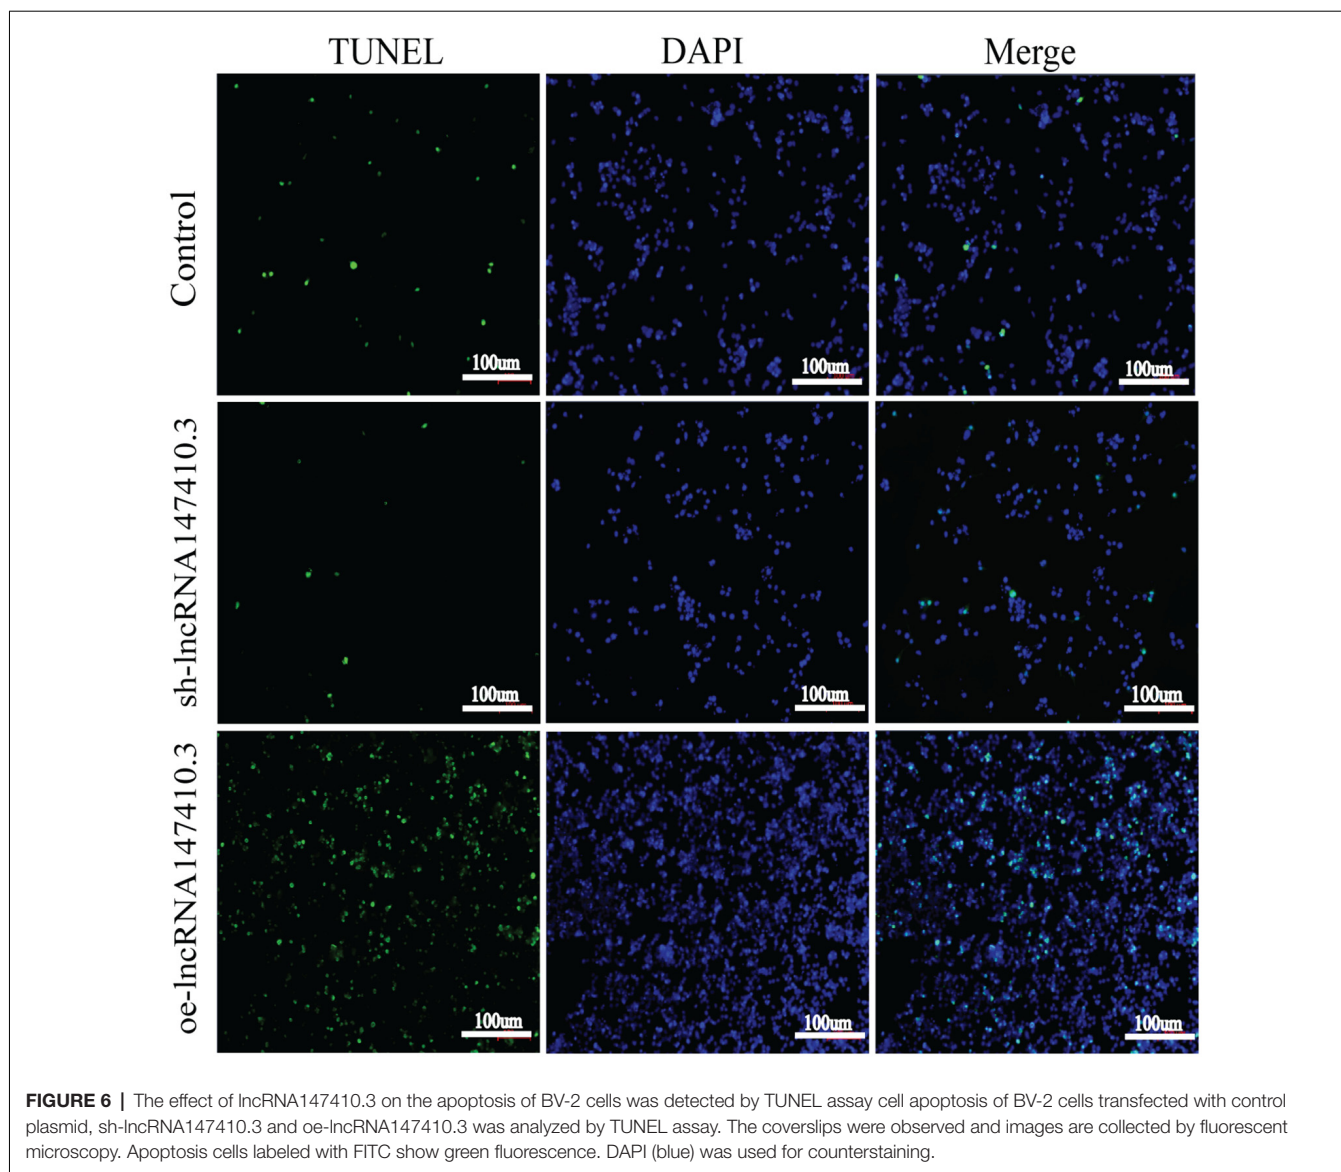 TUNEL DAPI Merge
Control
100um 100um 100um
sh-lncRNA147410.3
100um 100um 100um
oe-lncRNA147410.3
100um 100um 100um
FIGURE 6 | The effect of lncRNA147410.3 on the apoptosis of BV-2 cells was detected by TUNEL assay cell apoptosis of BV-2 cells transfected with control
plasmid, sh-lncRNA147410.3 and oe-lncRNA147410.3 was analyzed by TUNEL assay. The coverslips were observed and images are collected by fluorescent
microscopy. Apoptosis cells labeled with FITC show green fluorescence. DAPI (blue) was used for counterstaining.